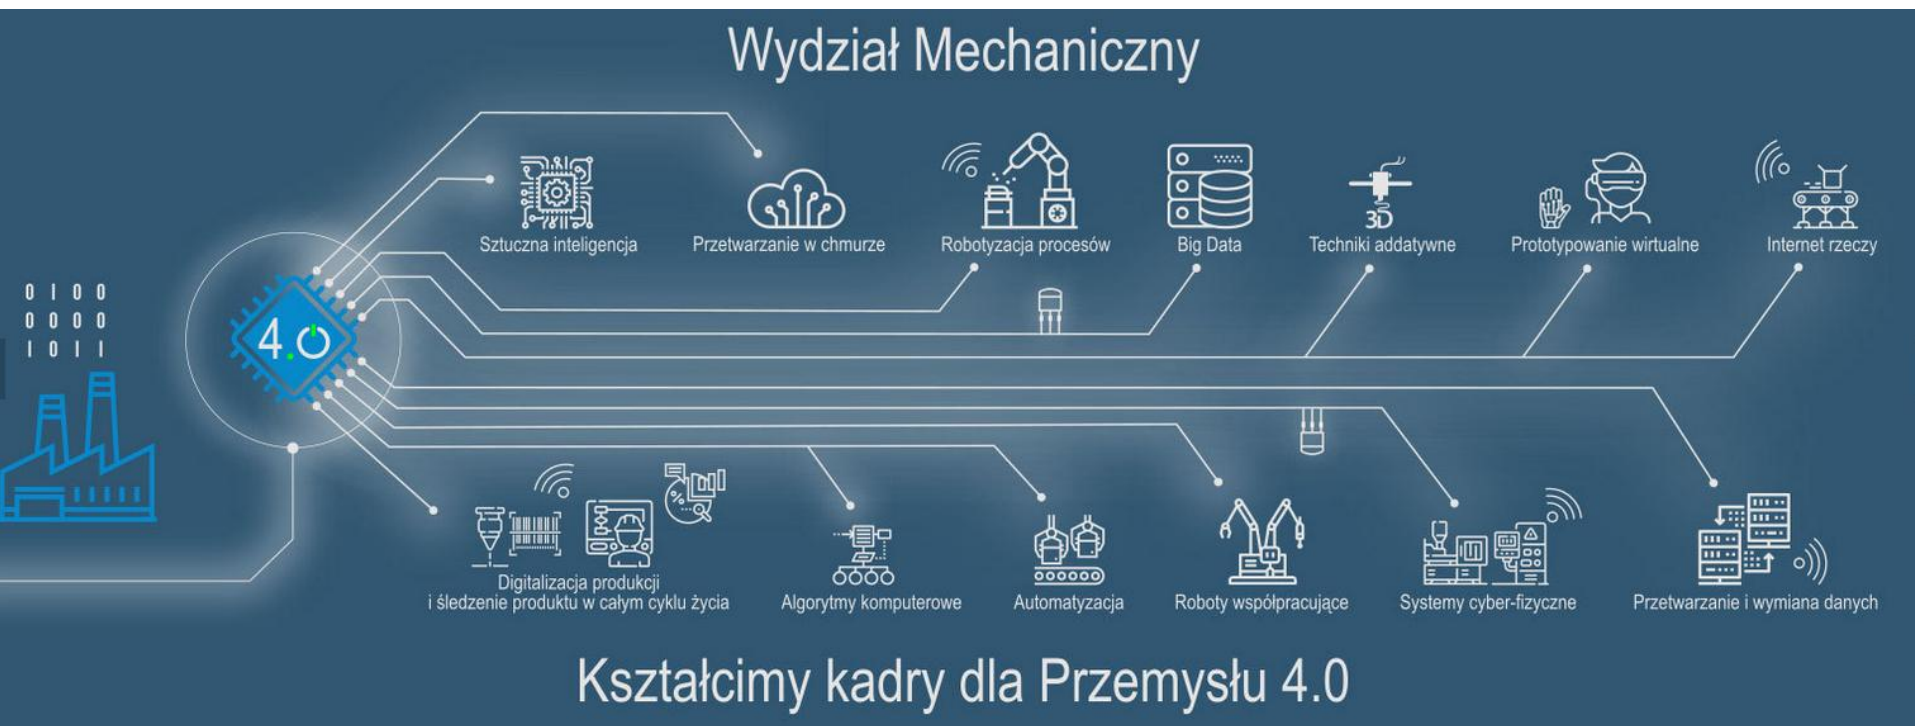 Wydział Mechaniczny
3D
Sztuczna inteligencja
Przetwarzanie w chmurze
Robotyzacja procesów
Big Data
Techniki addatywne
Prototypowanie wirtualne
Internet rzeczy
0 1 0 0
0 0 0 0
1 0 1 1
4.0
%
Digitalizacja produkcji
i śledzenie produktu w całym cyklu życia
Algorytmy komputerowe
Automatyzacja
Roboty współpracujące
Systemy cyber-fizyczne
Przetwarzanie i wymiana danych
Kształcimy kadry dla Przemysłu 4.0